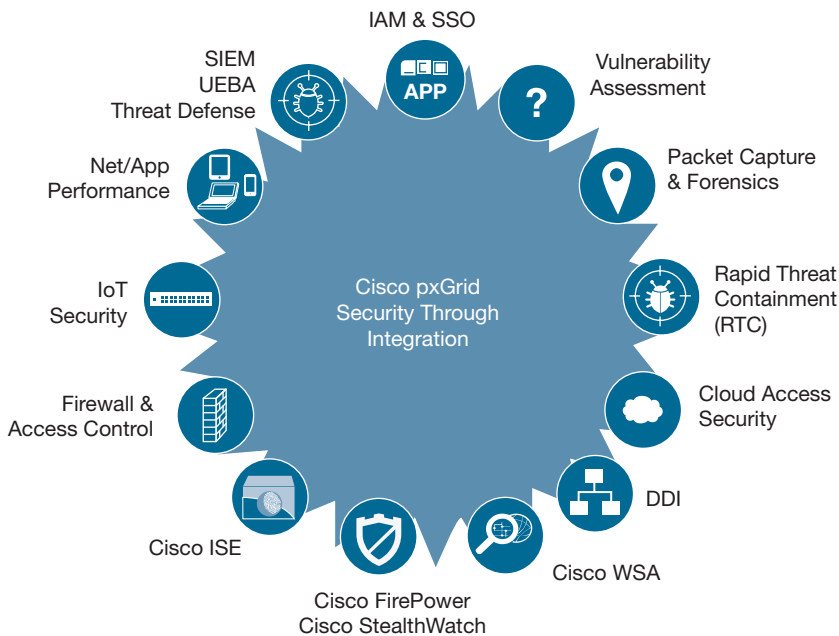 IAM & SSO
APP
SIEM
UEBA
Threat Defense
Vulnerability
Assessment
?
Net/App
Performance
Packet Capture
& Forensics
IoT
Security
Cisco pxGrid
Security Through
Integration
Rapid Threat
Containment
(RTC)
Firewall &
Access Control
Cloud Access
Security
Cisco ISE
DDI
Cisco WSA
Cisco FirePower
Cisco StealthWatch